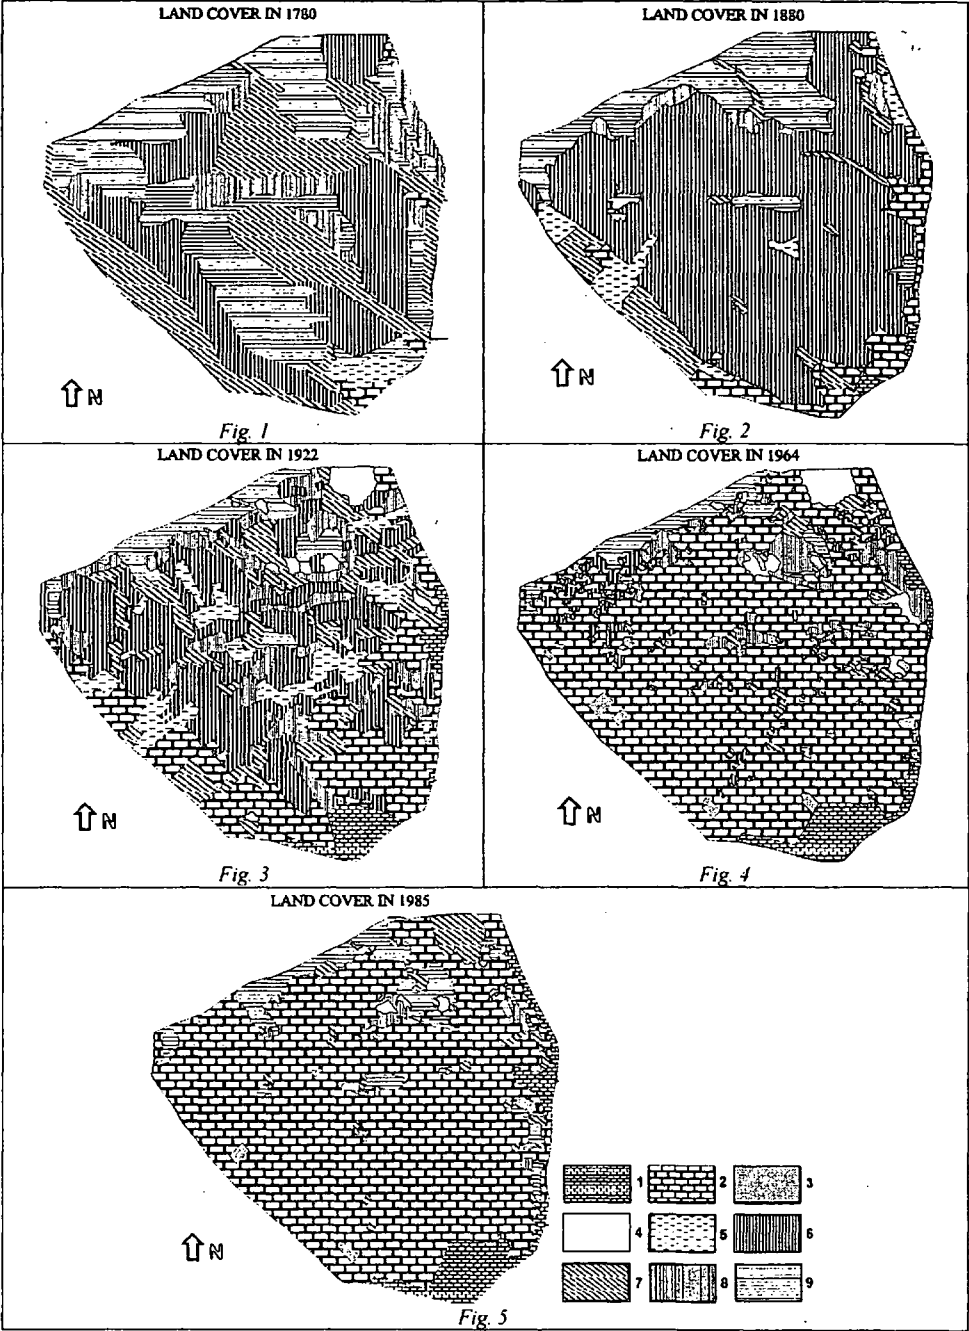 LAND COVER IN 1780
N
Fig. 1
LAND COVER IN 1880
N
Fig. 2
LAND COVER IN 1922
N
Fig. 3
LAND COVER IN 1964
N
Fig. 4
LAND COVER IN 1985
N
1 2 3
4 5 6
7 8 9
Fig. 5